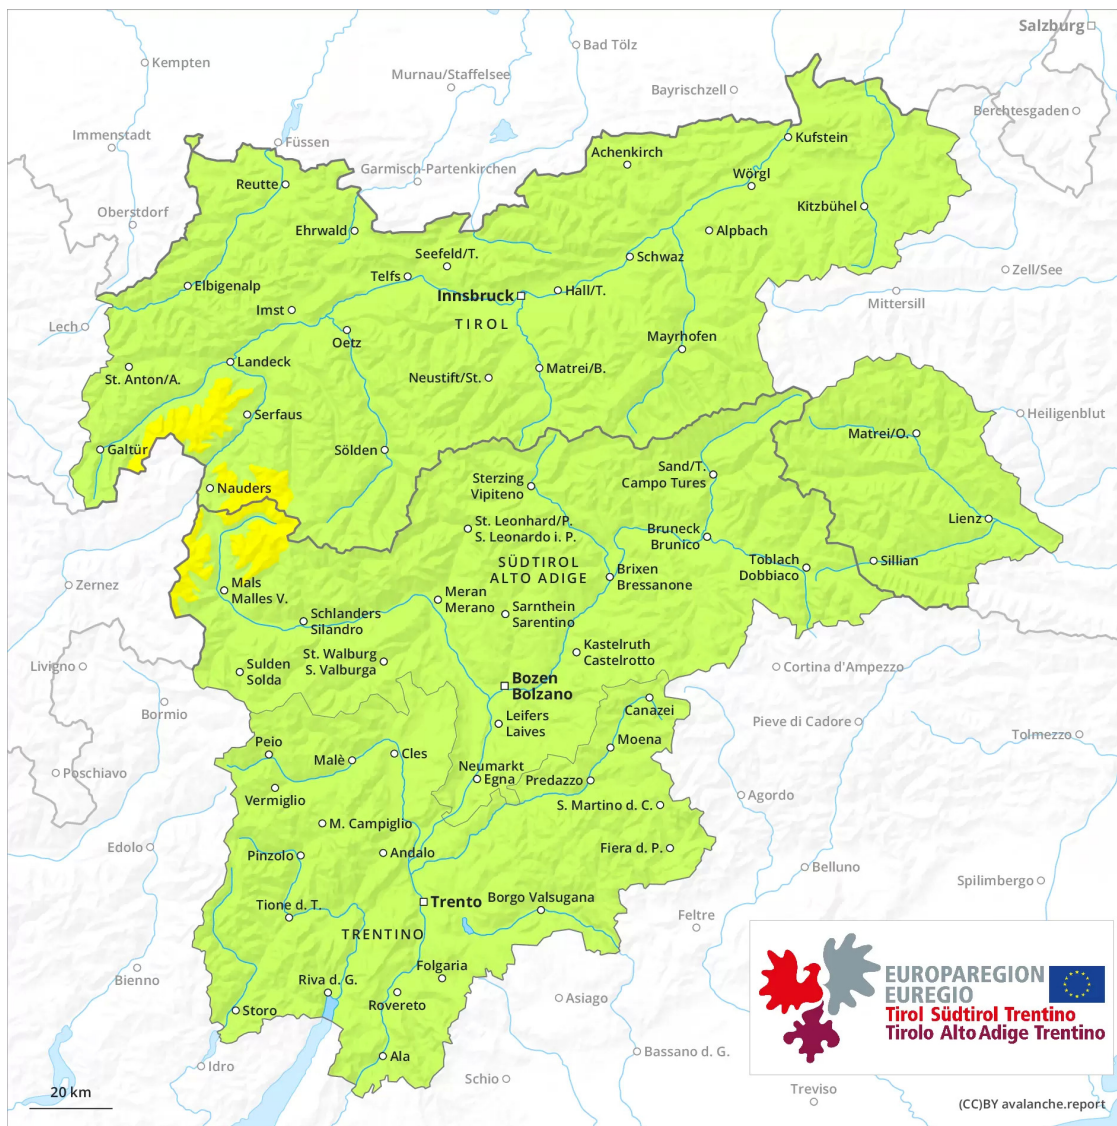 Salzburg
Bad Tölz
Kempten
Murnau/Staffelsee
Bayrischzell
Berchtesgaden
Immenstadt
Füssen
Kufstein
Achenkirch
Garmisch-Partenkirchen
Wörgl
Reutte
Kitzbühel
Oberstdorf
Ehrwald
Alpbach
Seefeld/T.
Schwaz
Zell/See
Telfs
Elbigenalp
Hall/T.
Innsbruck
Mittersill
Imst
TIROL
Lech
Oetz
Mayrhofen
Landeck
Matrei/B.
St. Anton/A.
Neustift/St.
Serfaus
Heiligenblut
Matrei/O.
Galtür
Sölden
Sand/T.
Campo Tures
Sterzing
Vipiteno
Nauders
Lienz
St. Leonhard/P.
S. Leonardo i. P.
Bruneck
Brunico
SÜDTIROL
ALTO ADIGE
Toblach
Dobbiaco
Sillian
Brixen
Bressanone
Zernez
Mals
Malles V.
Meran
Merano
Sarnthein
Sarentino
Schlanders
Silandro
Kastelruth
Castelrotto
St. Walburg
S. Valburga
Livigno
Sulden
Solda
Cortina d'Ampezzo
Bozen
Bolzano
Bormio
Canazei
Leifers
Laives
Pieve di Cadore
Tolmezzo
Moena
Peio
Malè
Cles
Poschiavo
Neumarkt
Egna
Predazzo
Vermiglio
Agordo
S. Martino d. C.
M. Campiglio
Edolo
Pinzolo
Andalo
Fiera d. P.
Belluno
Spilimbergo
Trento
Borgo Valsugana
Tione d. T.
Feltre
TRENTINO
Folgaria
Bienno
Riva d. G.
Rovereto
Asiago
Storo
EUROPAREGION
EUREGIO
Tirol Südtirol Trentino
Tirolo Alto Adige Trentino
Ala
Bassano d. G.
Idro
Schio
Treviso
20 km
(CC)BY avalanche.report